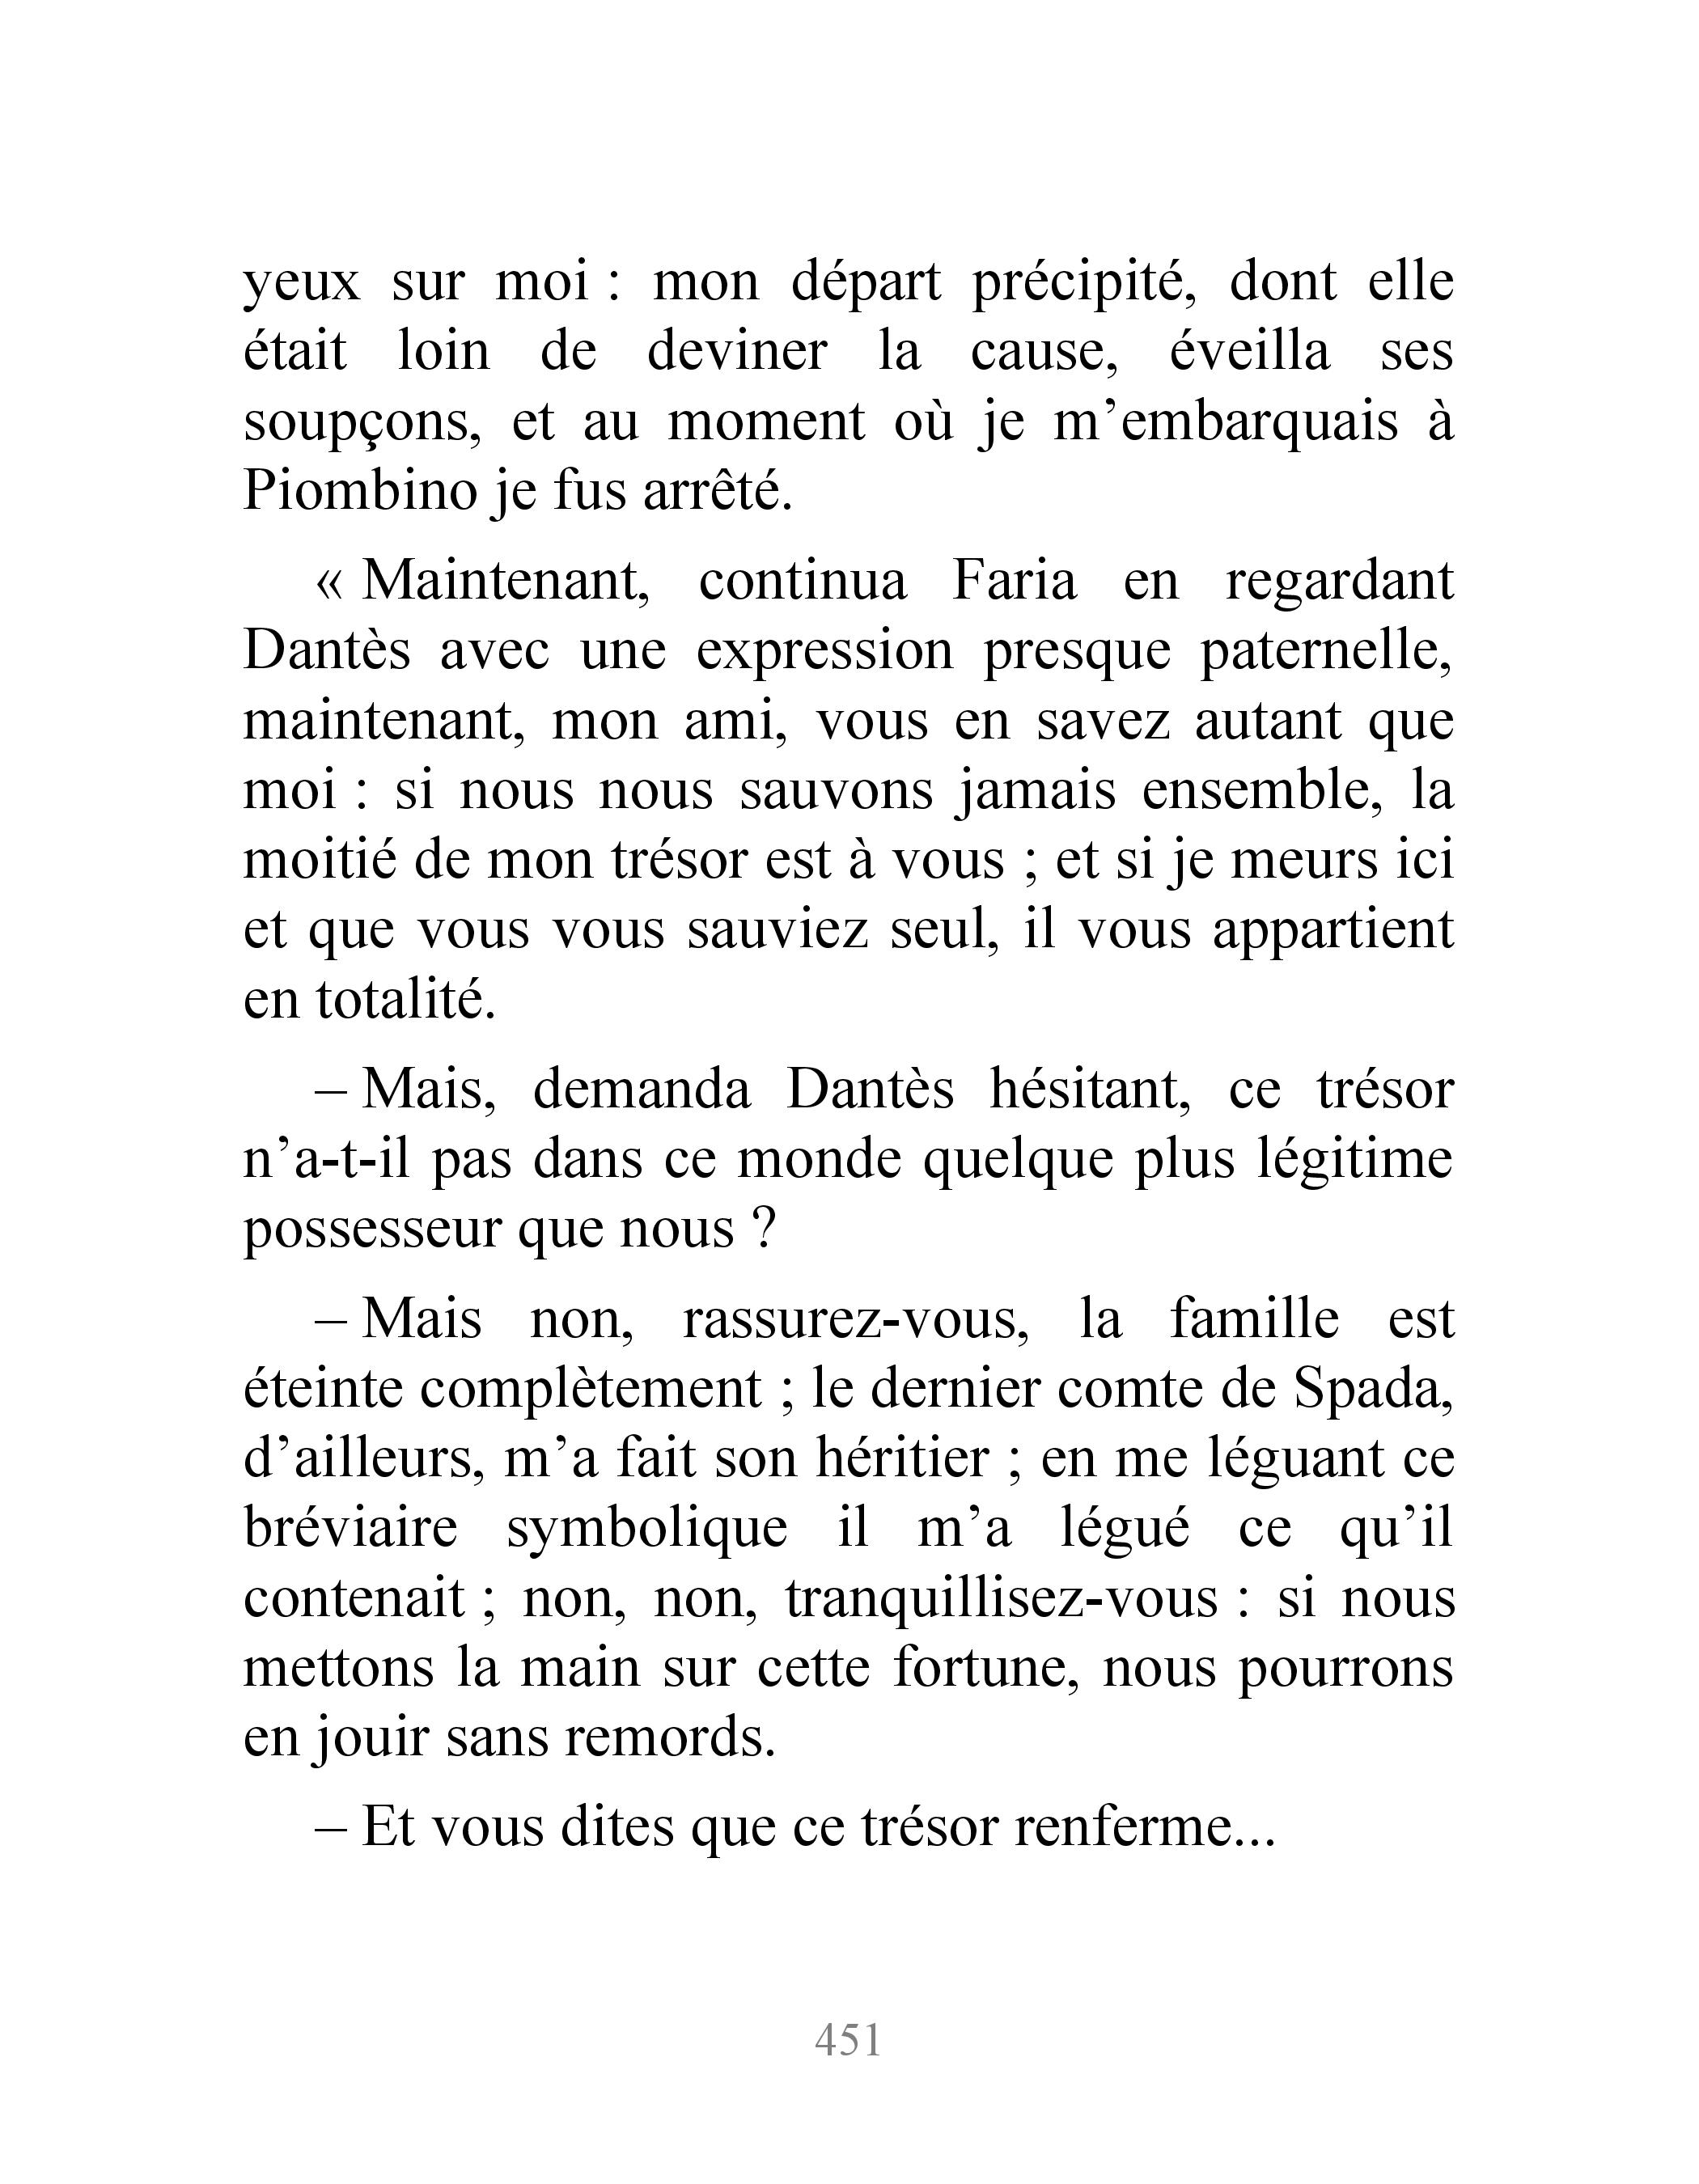 yeux sur moi : mon départ précipité, dont elle
était loin de deviner la cause, éveilla ses
soupçons, et au moment où je m’embarquais à
Piombino je fus arrêté.
« Maintenant, continua Faria en regardant
Dantès avec une expression presque paternelle,
maintenant, mon ami, vous en savez autant que
moi : si nous nous sauvons jamais ensemble, la
moitié de mon trésor est à vous ; et si je meurs ici
et que vous vous sauviez seul, il vous appartient
en totalité.
– Mais, demanda Dantès hésitant, ce trésor
n’a-t-il pas dans ce monde quelque plus légitime
possesseur que nous ?
– Mais non, rassurez-vous, la famille est
éteinte complètement ; le dernier comte de Spada,
d’ailleurs, m’a fait son héritier ; en me léguant ce
bréviaire symbolique il m’a légué ce qu’il
contenait ; non, non, tranquillisez-vous : si nous
mettons la main sur cette fortune, nous pourrons
en jouir sans remords.
– Et vous dites que ce trésor renferme...
451